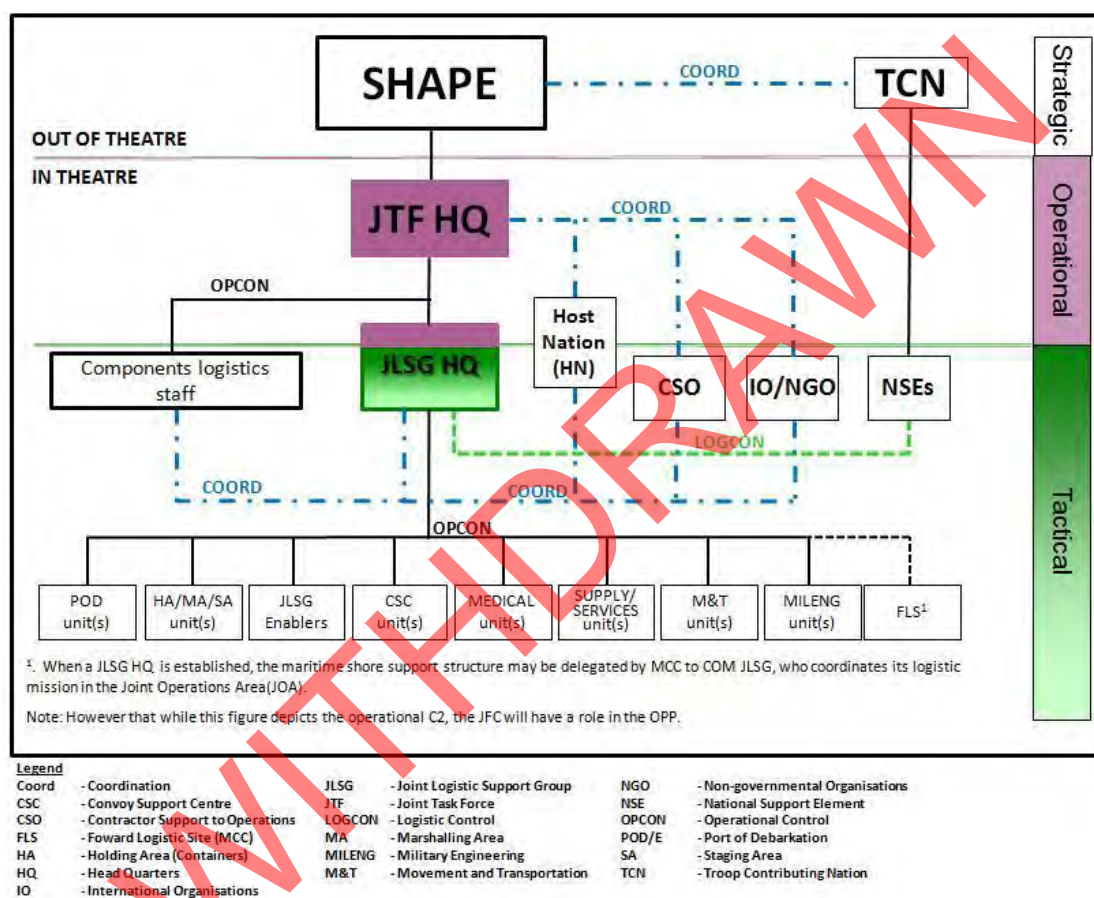 SHAPE
COORD
TCN
Strategic
OUT OF THEATRE
IN THEATRE
JTF HQ
COORD
Operational
OPCON
Host
Nation
(HN)
Components logistics
staff
JLSG HQ
CSO
IO/NGO
NSEs
LOGCON
COORD
COORD
Tactical
OPCON
POD
unit(s)
HA/MA/SA
unit(s)
JLSG
Enablers
CSC
unit(s)
MEDICAL
unit(s)
SUPPLY/
SERVICES
unit(s)
M&T
unit(s)
MILENG
unit(s)
FLS¹
¹. When a JLSG HQ is established, the maritime shore support structure may be delegated by MCC to COM JLSG, who coordinates its logistic
mission in the Joint Operations Area(JOA).
Note: However that while this figure depicts the operational C2, the JFC will have a role in the OPP.
Legend
Coord - Coordination
CSC - Convoy Support Centre
CSO - Contractor Support to Operations
FLS - Foward Logistic Site (MCC)
HA - Holding Area (Containers)
HQ - Head Quarters
IO - International Organisations
JLSG - Joint Logistic Support Group
JTF - Joint Task Force
LOGCON - Logistic Control
MA - Marshalling Area
MILENG - Military Engineering
M&T - Movement and Transportation
NGO - Non-governmental Organisations
NSE - National Support Element
OPCON - Operational Control
POD/E - Port of Debarkation
SA - Staging Area
TCN - Troop Contributing Nation
WITHDRAWN